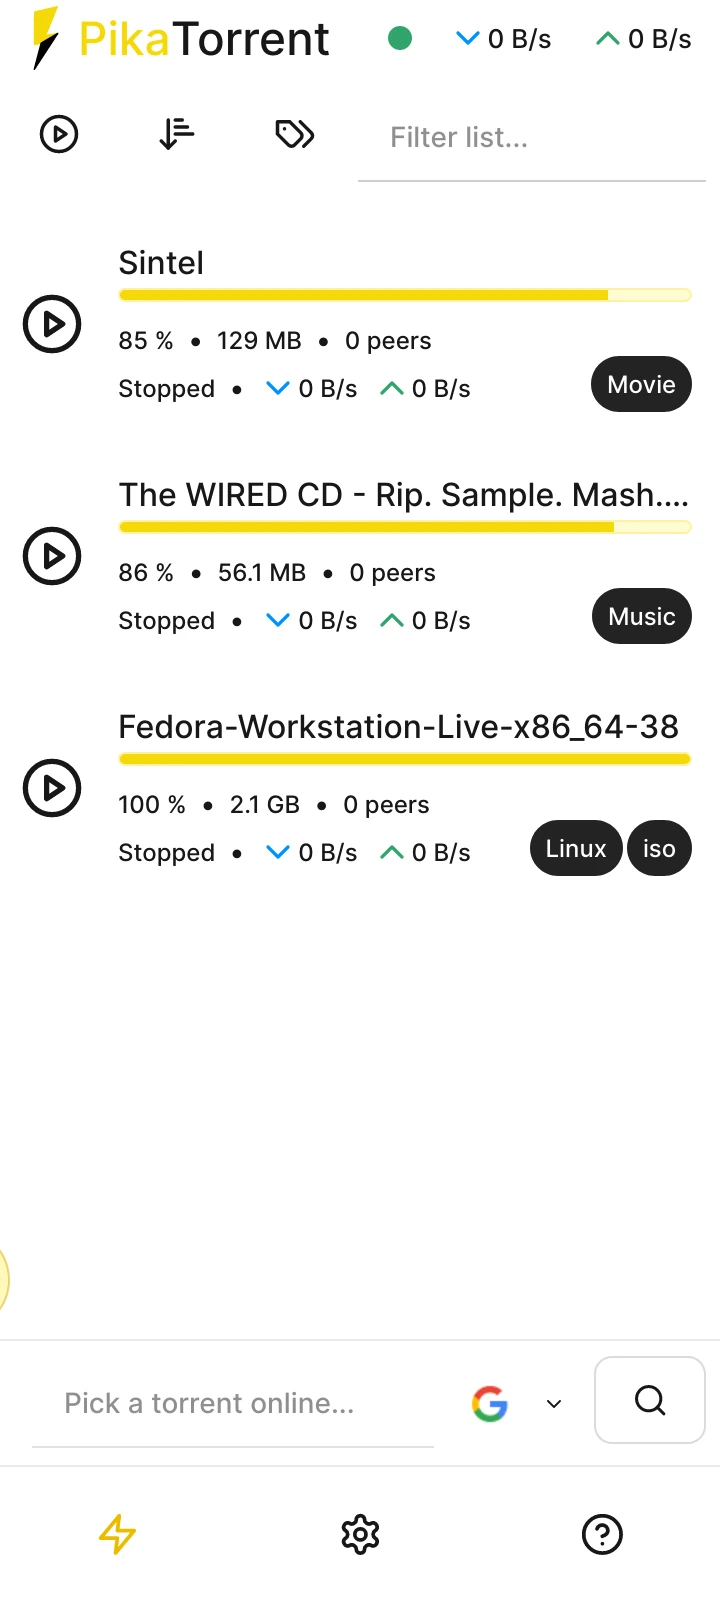 PikaTorrent 0 B/s 0 B/s
Filter list...
Sintel
85 % • 129 MB • 0 peers
Stopped • 0 B/s 0 B/s Movie
The WIRED CD - Rip. Sample. Mash....
86 % • 56.1 MB • 0 peers
Stopped • 0 B/s 0 B/s Music
Fedora-Workstation-Live-x86_64-38
100 % • 2.1 GB • 0 peers
Stopped • 0 B/s 0 B/s Linux iso
Pick a torrent online...